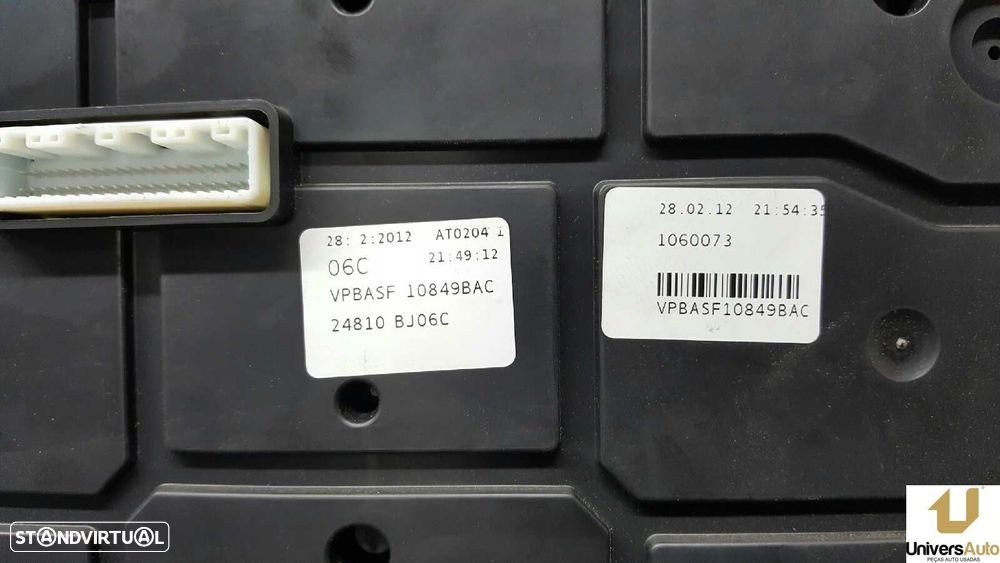 28: 2:2012 AT0204 1
06C 21:49:12
VPBASF 10849BAC
24810 BJ06C
28.02.12 21:54:35
1060073
VPBASF10849BAC
STANDVIRTUAL
UniversAuto
PEÇAS AUTO USADAS